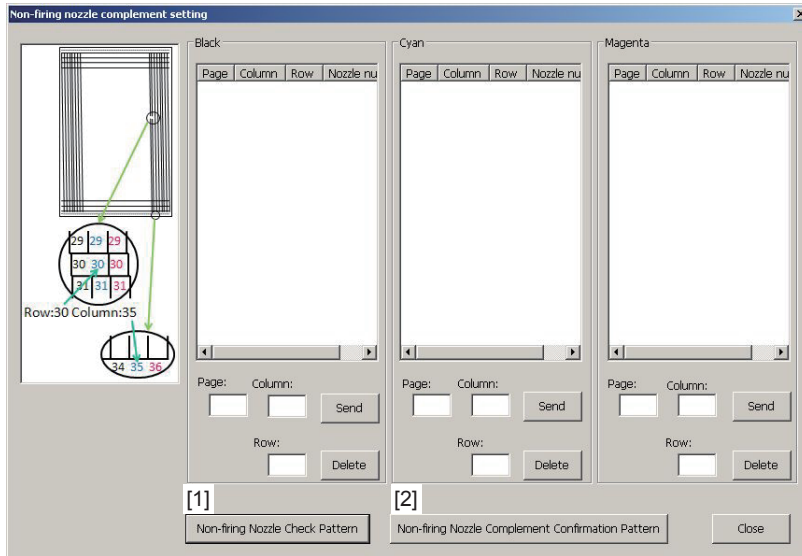 Non-firing nozzle complement setting
Black
Cyan
Magenta
Page Column Row Nozzle nu
Page Column Row Nozzle nu
Page Column Row Nozzle nu
29 29 29
30 30 30
31 31 31
Row:30 Column:35
34 35 36
Page: Column:
Send
Row:
Delete
Page: Column:
Send
Row:
Delete
Page: Column:
Send
Row:
Delete
[1]
[2]
Non-firing Nozzle Check Pattern
Non-firing Nozzle Complement Confirmation Pattern
Close